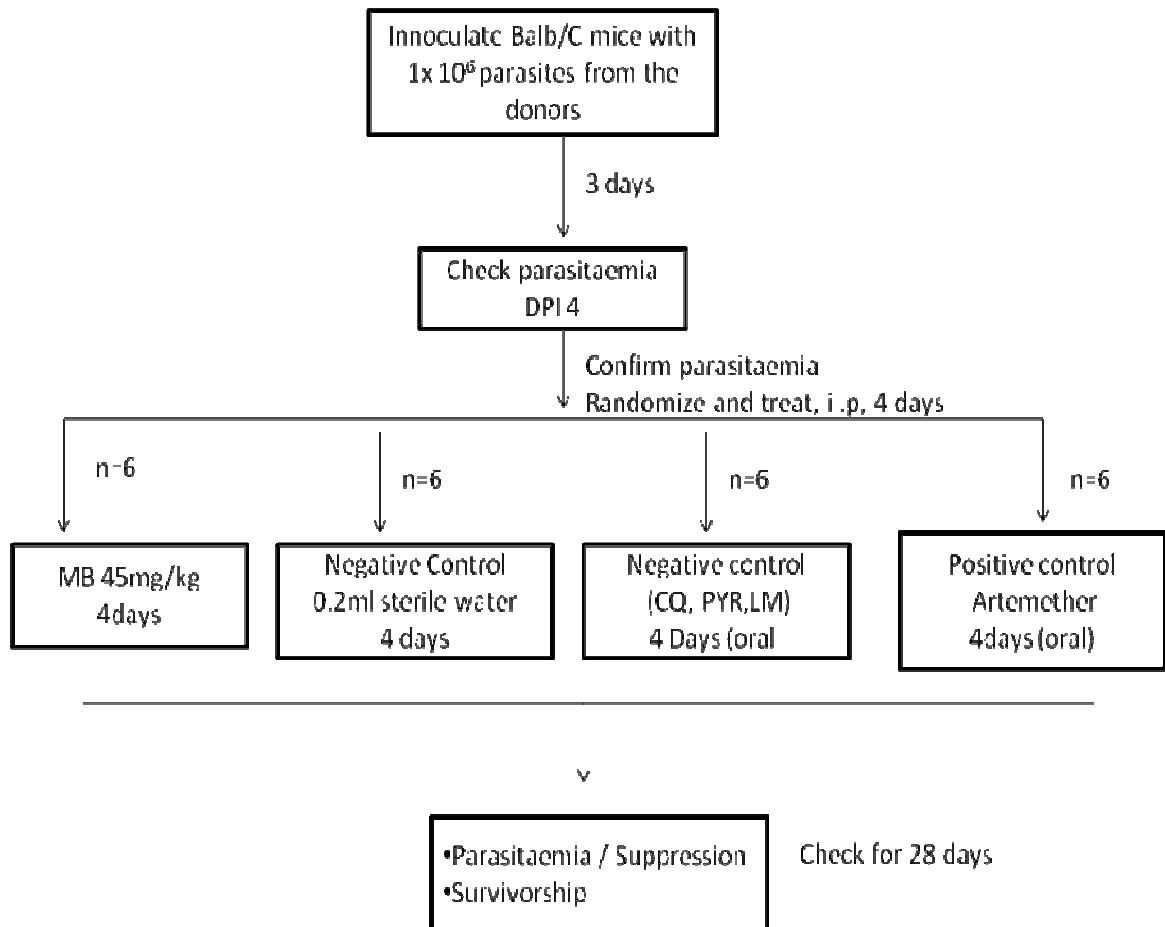 Innoculate Balb/C mice with
1x 10⁶ parasites from the
donors
3 days
Check parasitaemia
DPI 4
Confirm parasitaemia
Randomize and treat, i .p, 4 days
n=6
n=6
n=6
n=6
MB 45mg/kg
4days
Negative Control
0.2ml sterile water
4 days
Negative control
(CQ, PYR,LM)
4 Days (oral
Positive control
Artemether
4days (oral)
•Parasitaemia / Suppression
•Survivorship
Check for 28 days